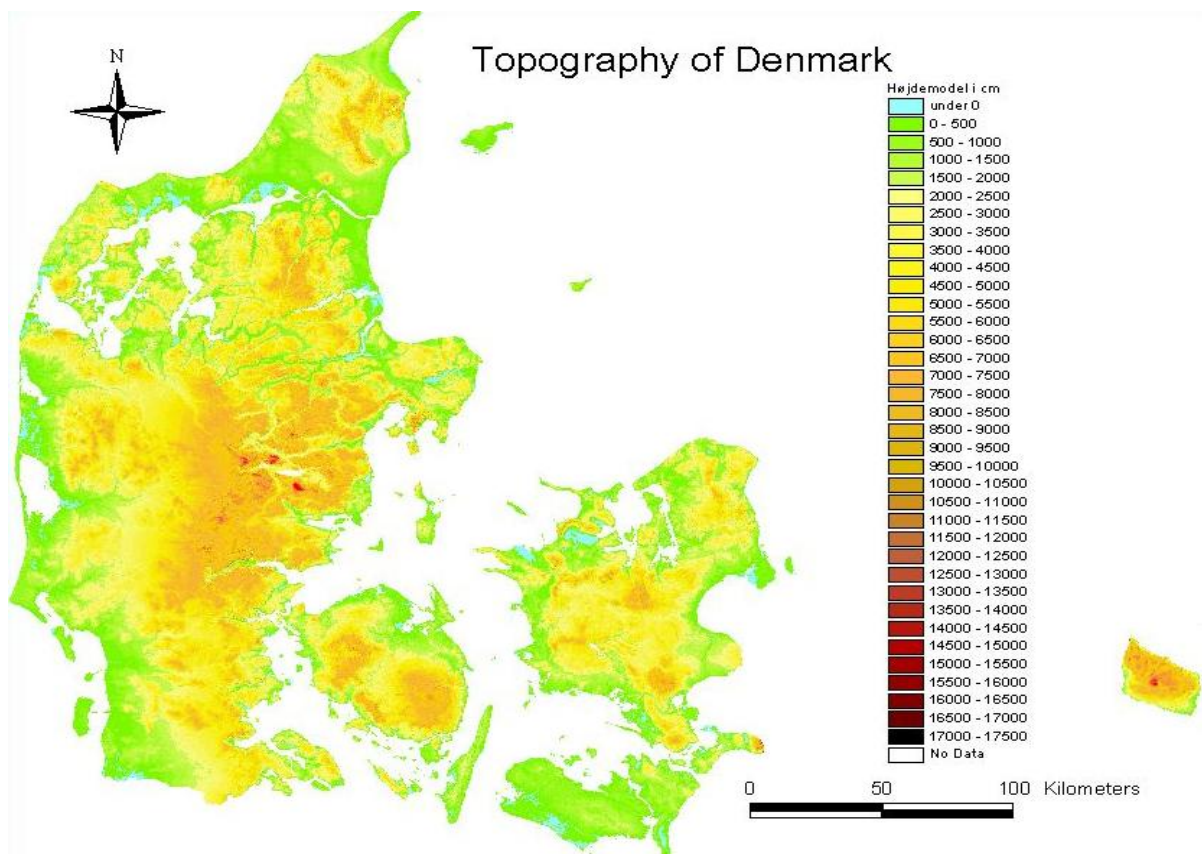 N
Topography of Denmark
Højdemodel i cm
under 0
0 - 500
500 - 1000
1000 - 1500
1500 - 2000
2000 - 2500
2500 - 3000
3000 - 3500
3500 - 4000
4000 - 4500
4500 - 5000
5000 - 5500
5500 - 6000
6000 - 6500
6500 - 7000
7000 - 7500
7500 - 8000
8000 - 8500
8500 - 9000
9000 - 9500
9500 - 10000
10000 - 10500
10500 - 11000
11000 - 11500
11500 - 12000
12000 - 12500
12500 - 13000
13000 - 13500
13500 - 14000
14000 - 14500
14500 - 15000
15000 - 15500
15500 - 16000
16000 - 16500
16500 - 17000
17000 - 17500
No Data
0 50 100 Kilometers